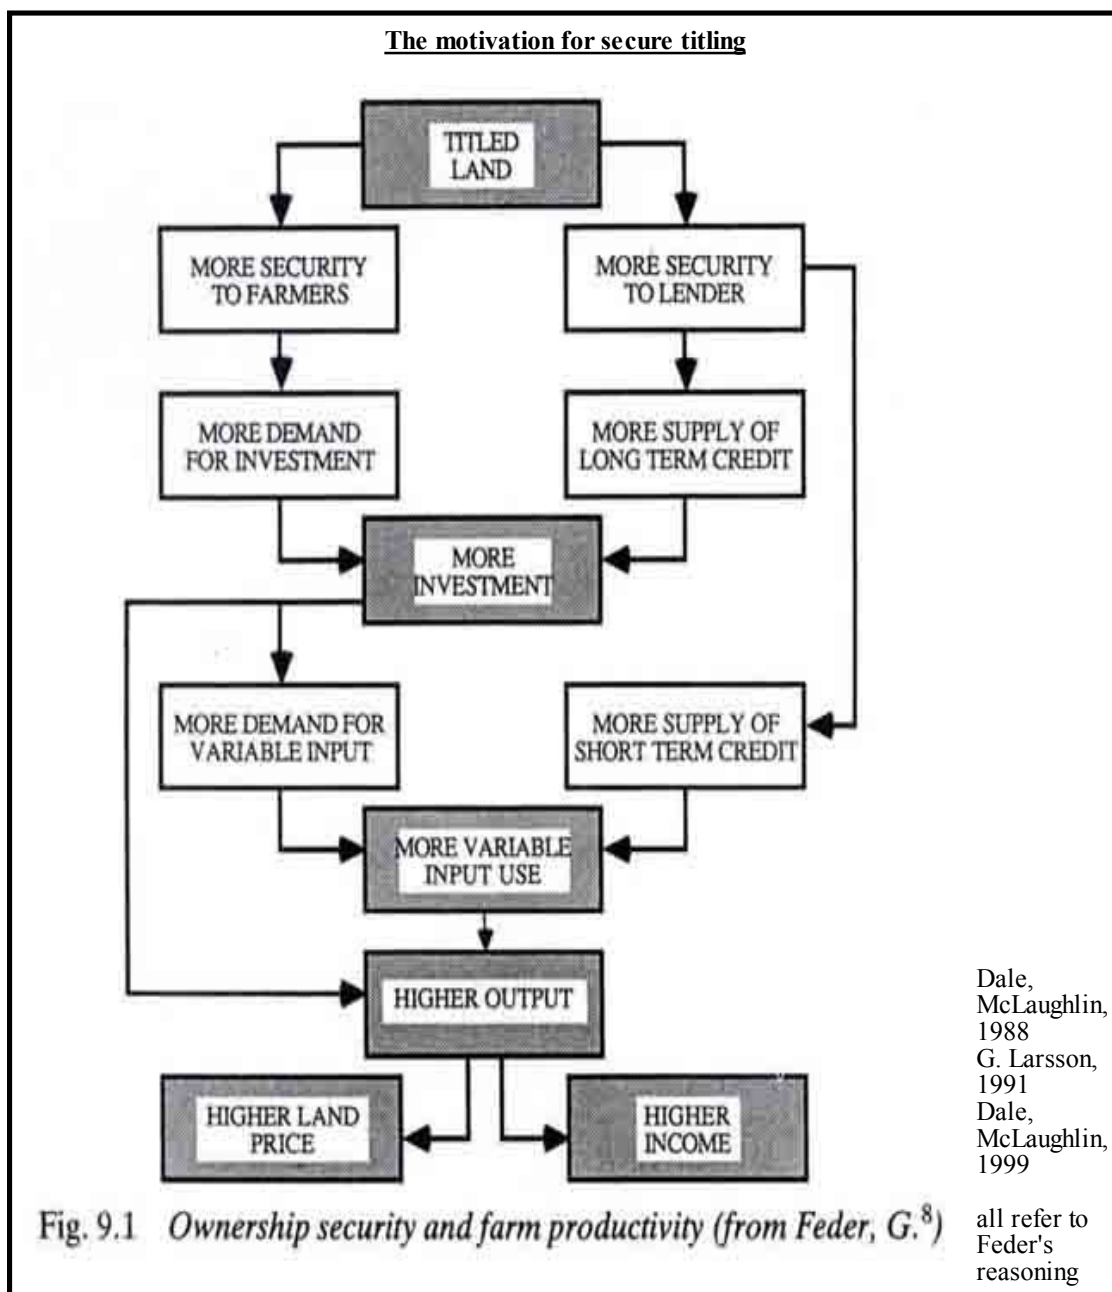 The motivation for secure titling
TITLED
LAND
MORE SECURITY
TO FARMERS
MORE SECURITY
TO LENDER
MORE DEMAND
FOR INVESTMENT
MORE SUPPLY OF
LONG TERM CREDIT
MORE
INVESTMENT
MORE DEMAND FOR
VARIABLE INPUT
MORE SUPPLY OF
SHORT TERM CREDIT
MORE VARIABLE
INPUT USE
HIGHER OUTPUT
HIGHER LAND
PRICE
HIGHER
INCOME
Fig. 9.1 Ownership security and farm productivity (from Feder, G.⁸)
Dale,
McLaughlin,
1988
G. Larsson,
1991
Dale,
McLaughlin,
1999
all refer to
Feder's
reasoning